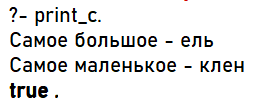 ?- print_c.
Самое большое - ель
Самое маленькое - клен
true .